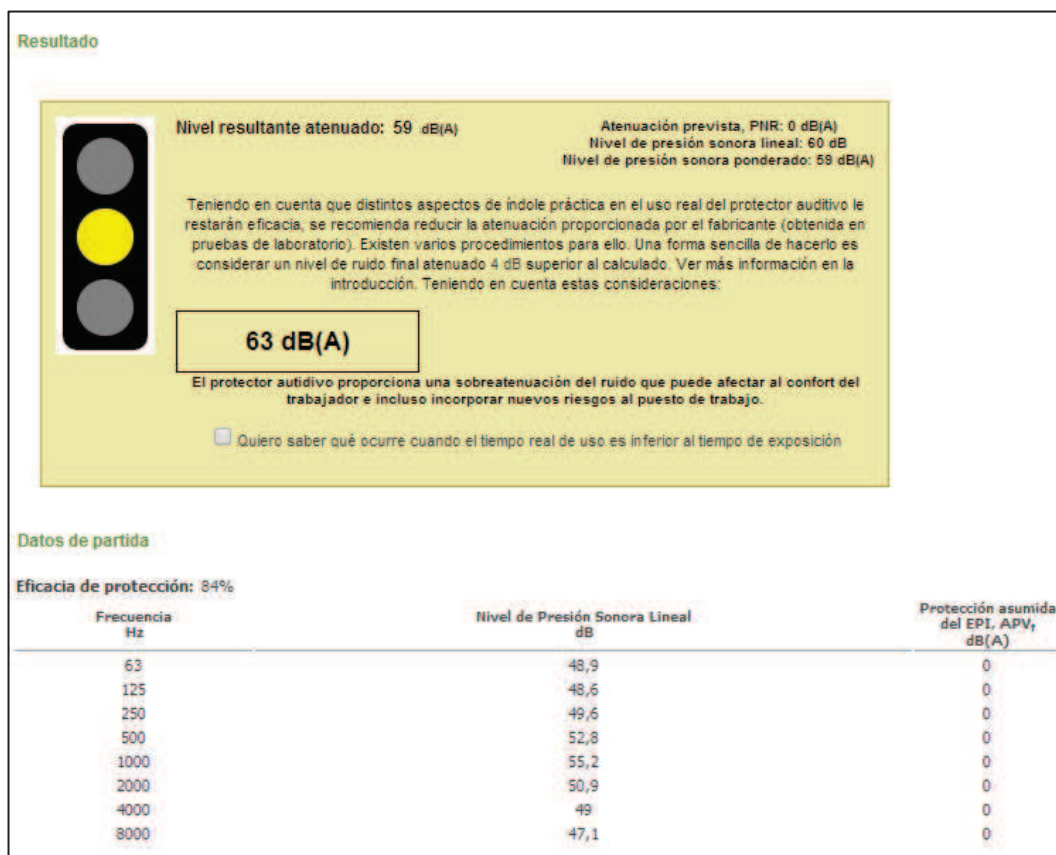 Resultado
Nivel resultante atenuado: 59 dB(A)
Atenuación prevista, PNR: 0 dB(A)
Nivel de presión sonora lineal: 60 dB
Nivel de presión sonora ponderado: 59 dB(A)
Teniendo en cuenta que distintos aspectos de índole práctica en el uso real del protector auditivo le
restarán eficacia, se recomienda reducir la atenuación proporcionada por el fabricante (obtenida en
pruebas de laboratorio). Existen varios procedimientos para ello. Una forma sencilla de hacerlo es
considerar un nivel de ruido final atenuado 4 dB superior al calculado. Ver más información en la
introducción. Teniendo en cuenta estas consideraciones:
63 dB(A)
El protector autidivo proporciona una sobreatenuación del ruido que puede afectar al confort del
trabajador e incluso incorporar nuevos riesgos al puesto de trabajo.
Quiero saber qué ocurre cuando el tiempo real de uso es inferior al tiempo de exposición
Datos de partida
Eficacia de protección: 84%
Frecuencia Hz Nivel de Presión Sonora Lineal dB Protección asumida del EPI, APVf dB(A)
63 48,9 0
125 48,6 0
250 49,6 0
500 52,8 0
1000 55,2 0
2000 50,9 0
4000 49 0
8000 47,1 0